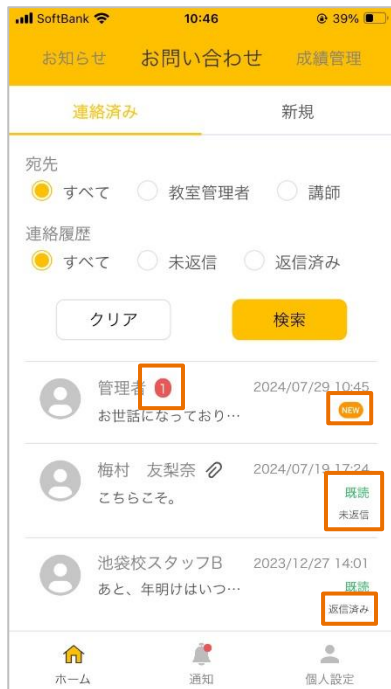 SoftBank 10:46 39%
お知らせ お問い合わせ 成績管理
連絡済み 新規
宛先
すべて 教室管理者 講師
連絡履歴
すべて 未返信 返信済み
クリア 検索
管理者 1 2024/07/29 10:45
お世話になっており… NEW
梅村 友梨奈 2024/07/19 17:24
こちらこそ。 既読
未返信
池袋校スタッフB 2023/12/27 14:01
あと、年明けはいつ… 既読
返信済み
ホーム 通知 個人設定